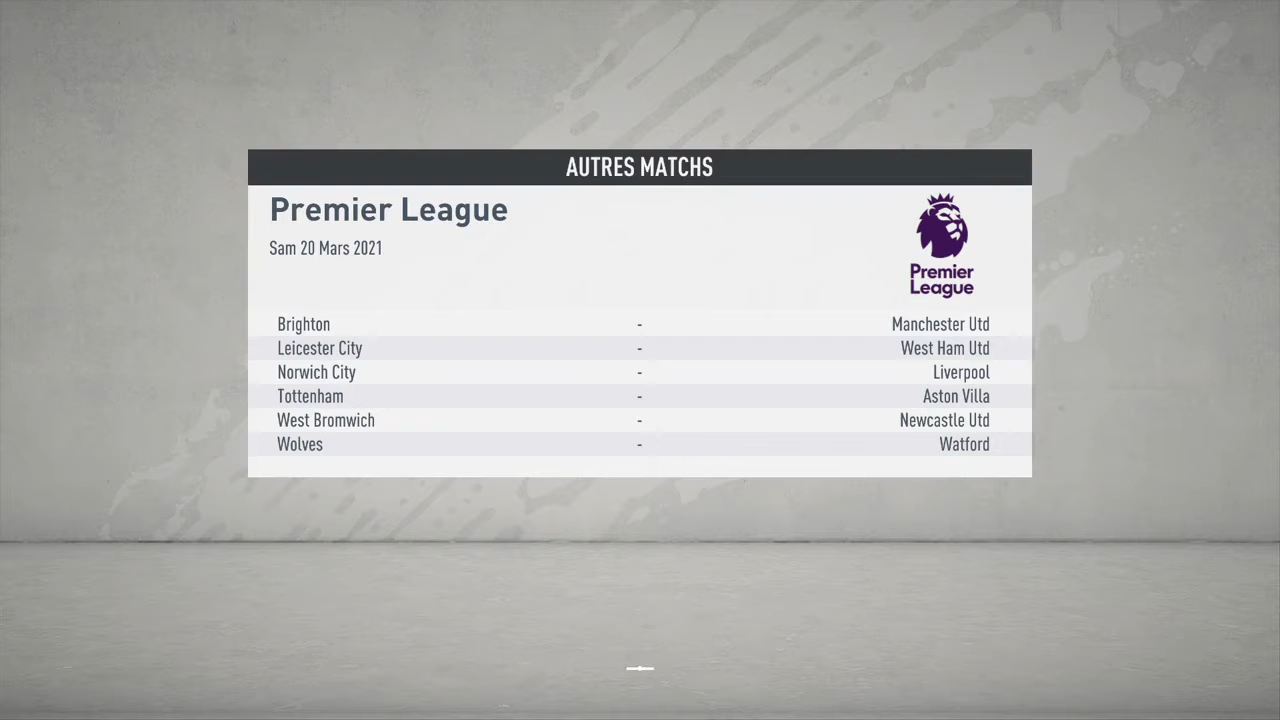 AUTRES MATCHS
Premier League
Sam 20 Mars 2021
Premier
League
Brighton - Manchester Utd
Leicester City - West Ham Utd
Norwich City - Liverpool
Tottenham - Aston Villa
West Bromwich - Newcastle Utd
Wolves - Watford